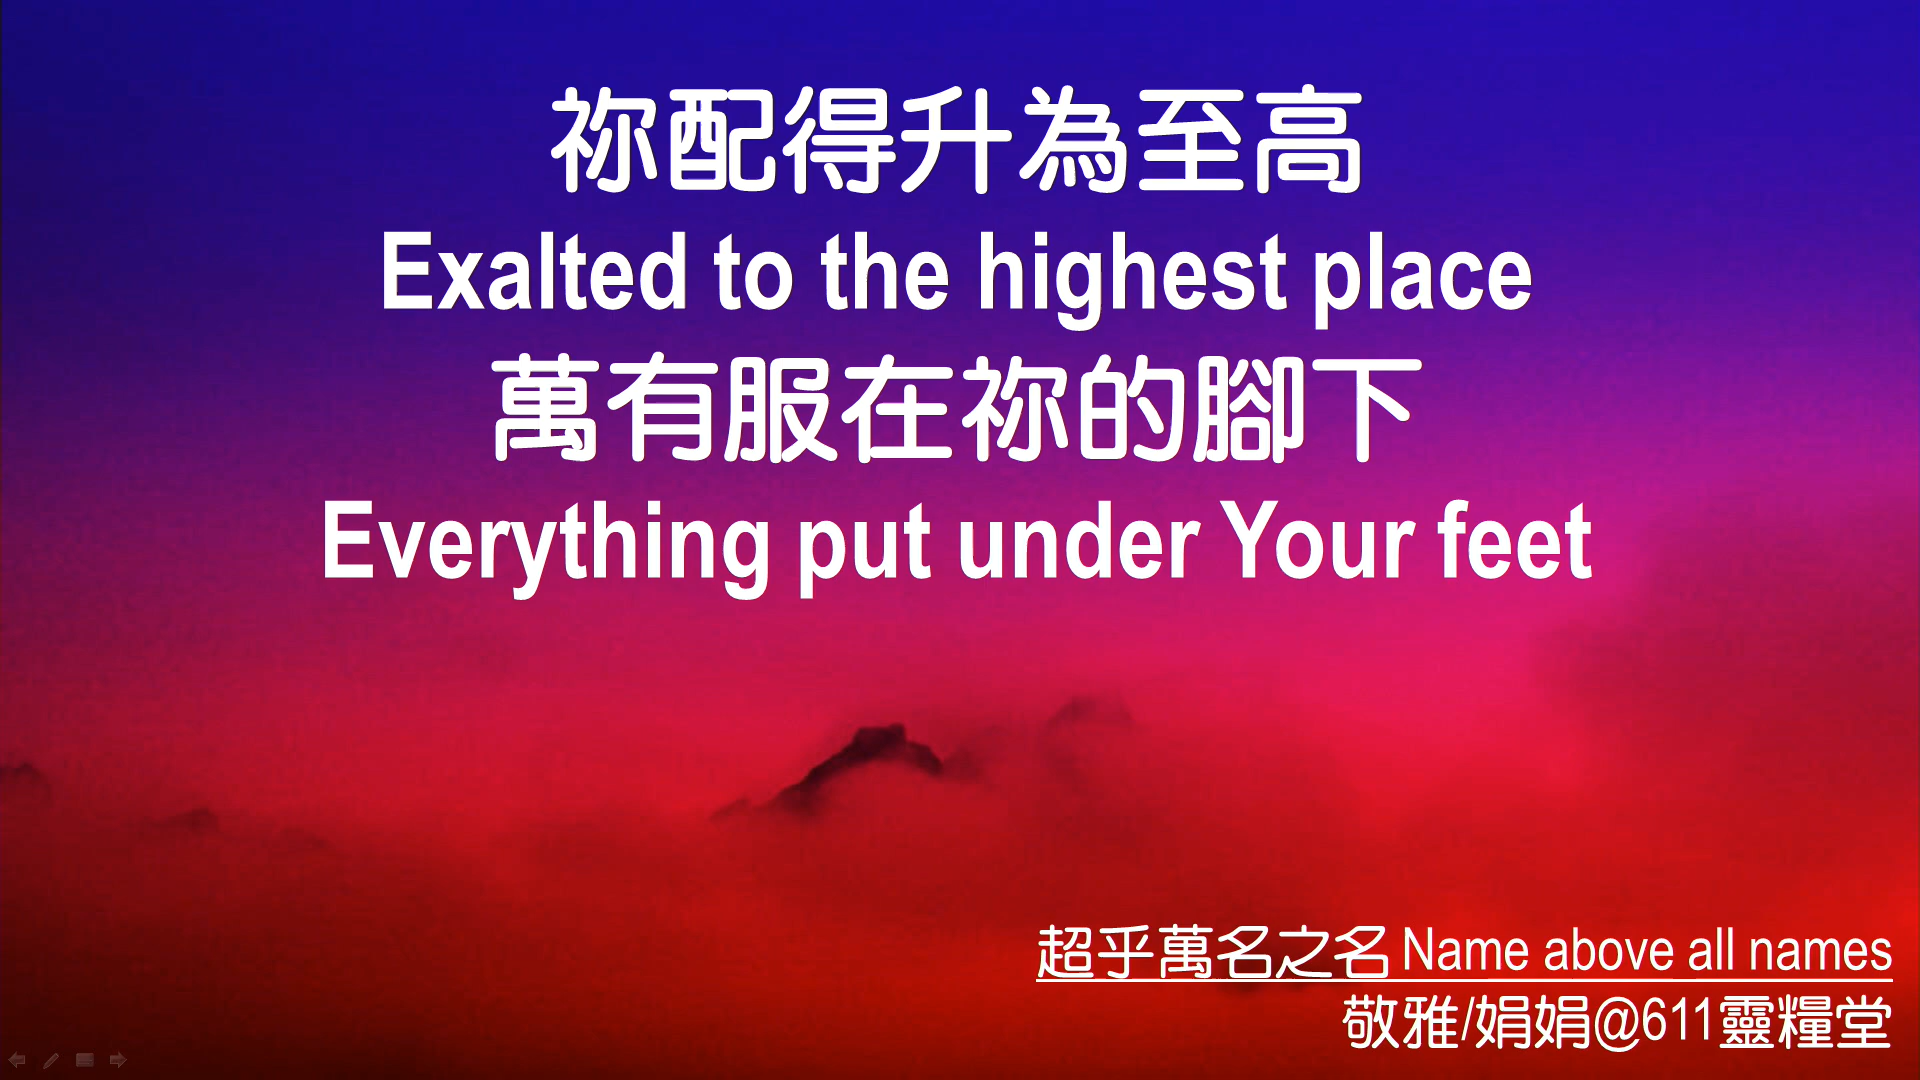 祢配得升為至高
Exalted to the highest place
萬有服在祢的腳下
Everything put under Your feet
超乎萬名之名 Name above all names
敬雅/娟娟@611靈糧堂